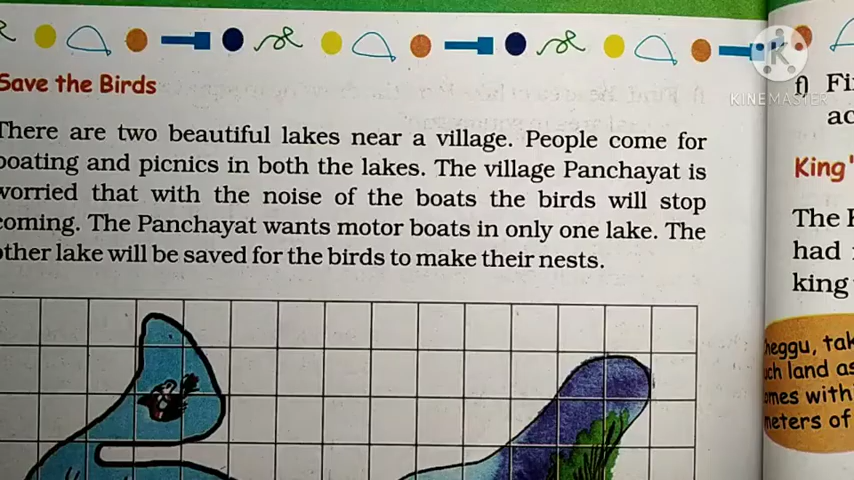 Save the Birds
There are two beautiful lakes near a village. People come for
boating and picnics in both the lakes. The village Panchayat is
worried that with the noise of the boats the birds will stop
coming. The Panchayat wants motor boats in only one lake. The
other lake will be saved for the birds to make their nests.
KINEMASTER
f) Fi
ac
King'
The
had
king
heggu, tak
uch land as
omes with
meters of